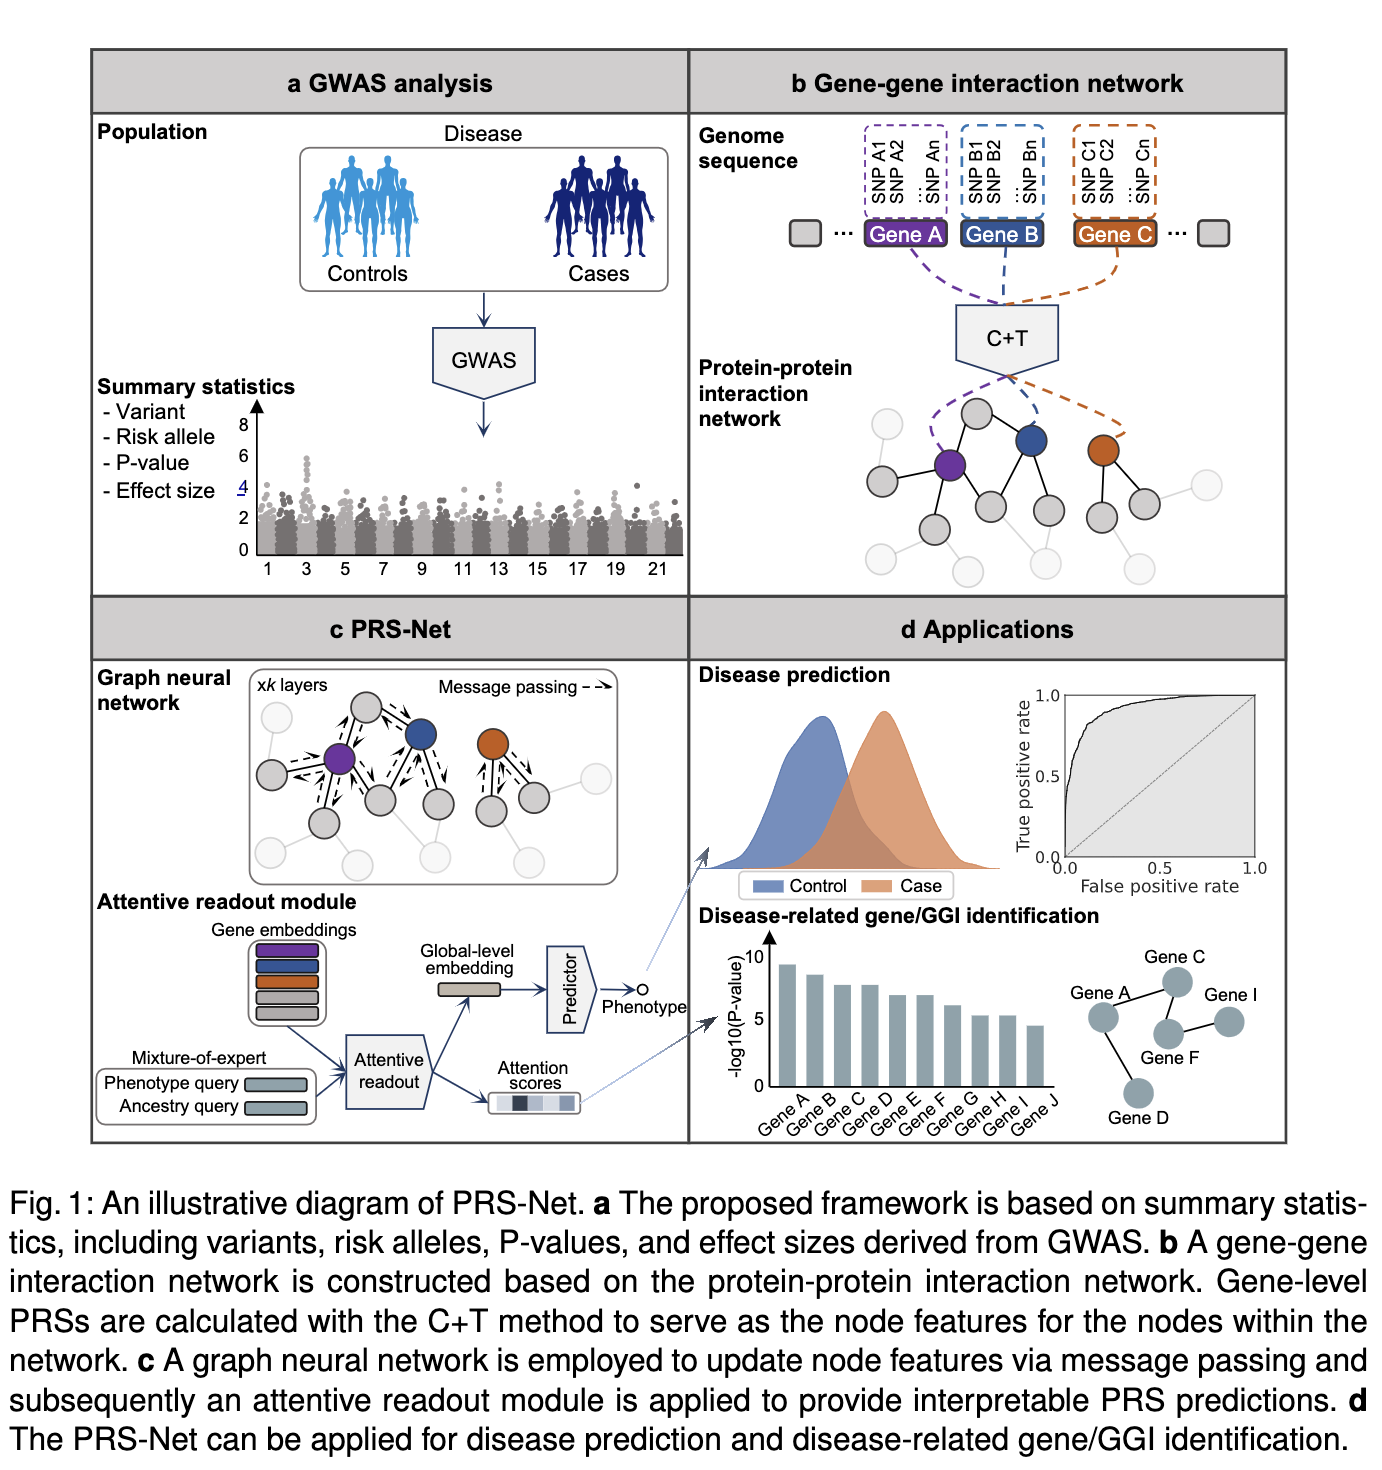 a GWAS analysis
Population
Disease
Controls
Cases
GWAS
Summary statistics
- Variant
- Risk allele
- P-value
- Effect size
8
6
4
2
0
1 3 5 7 9 11 13 15 17 19 21
b Gene-gene interaction network
Genome
sequence
SNP A1
SNP A2
...
SNP An
SNP B1
SNP B2
...
SNP Bn
SNP C1
SNP C2
...
SNP Cn
... Gene A Gene B Gene C ...
C+T
Protein-protein
interaction
network
c PRS-Net
Graph neural
network
xk layers
Message passing
Attentive readout module
Gene embeddings
Mixture-of-expert
Phenotype query
Ancestry query
Attentive
readout
Global-level
embedding
Predictor
Phenotype
Attention
scores
d Applications
Disease prediction
Control
Case
True positive rate
1.0
0.5
0.0
0.0 0.5 1.0
False positive rate
Disease-related gene/GGI identification
-log10(P-value)
10
5
0
Gene A
Gene B
Gene C
Gene D
Gene E
Gene F
Gene G
Gene H
Gene I
Gene J
Gene C
Gene A
Gene I
Gene F
Gene D
Fig. 1: An illustrative diagram of PRS-Net. a The proposed framework is based on summary statis-
tics, including variants, risk alleles, P-values, and effect sizes derived from GWAS. b A gene-gene
interaction network is constructed based on the protein-protein interaction network. Gene-level
PRSs are calculated with the C+T method to serve as the node features for the nodes within the
network. c A graph neural network is employed to update node features via message passing and
subsequently an attentive readout module is applied to provide interpretable PRS predictions. d
The PRS-Net can be applied for disease prediction and disease-related gene/GGI identification.